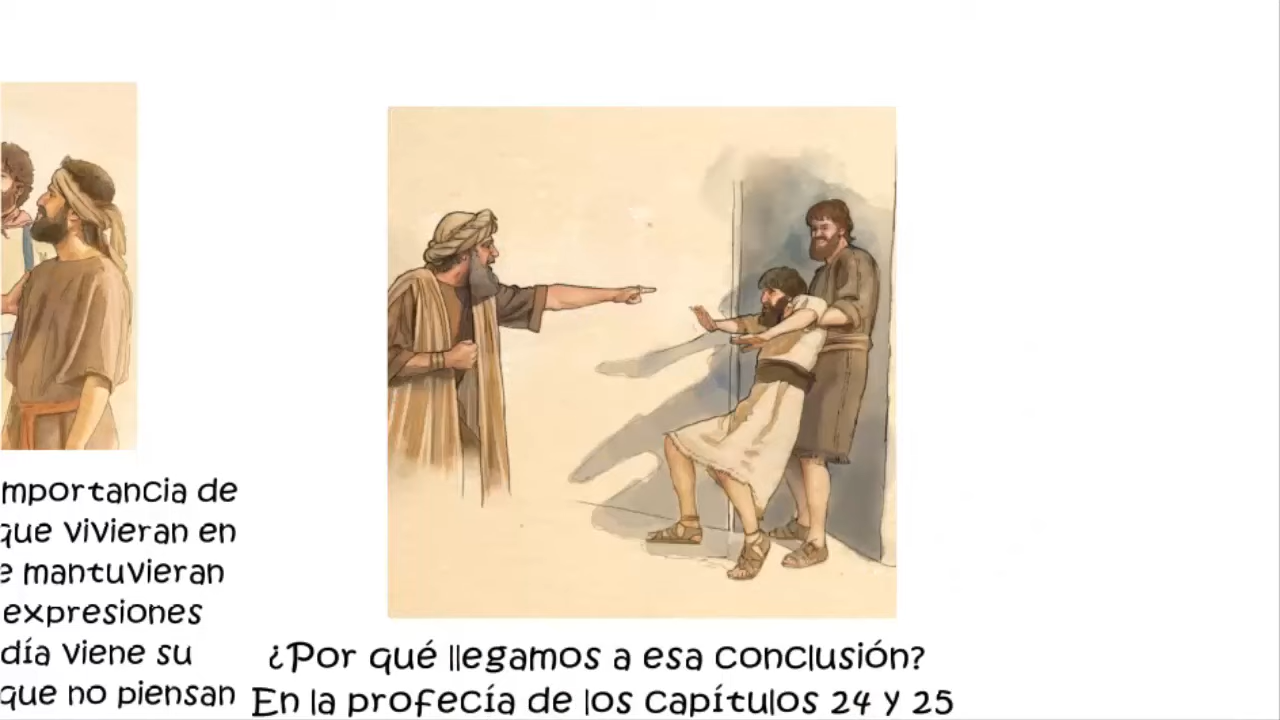 mportancia de
que vivieran en
e mantuvieran
expresiones
día viene su
que no piensan
¿Por qué llegamos a esa conclusión?
En la profecía de los capítulos 24 y 25